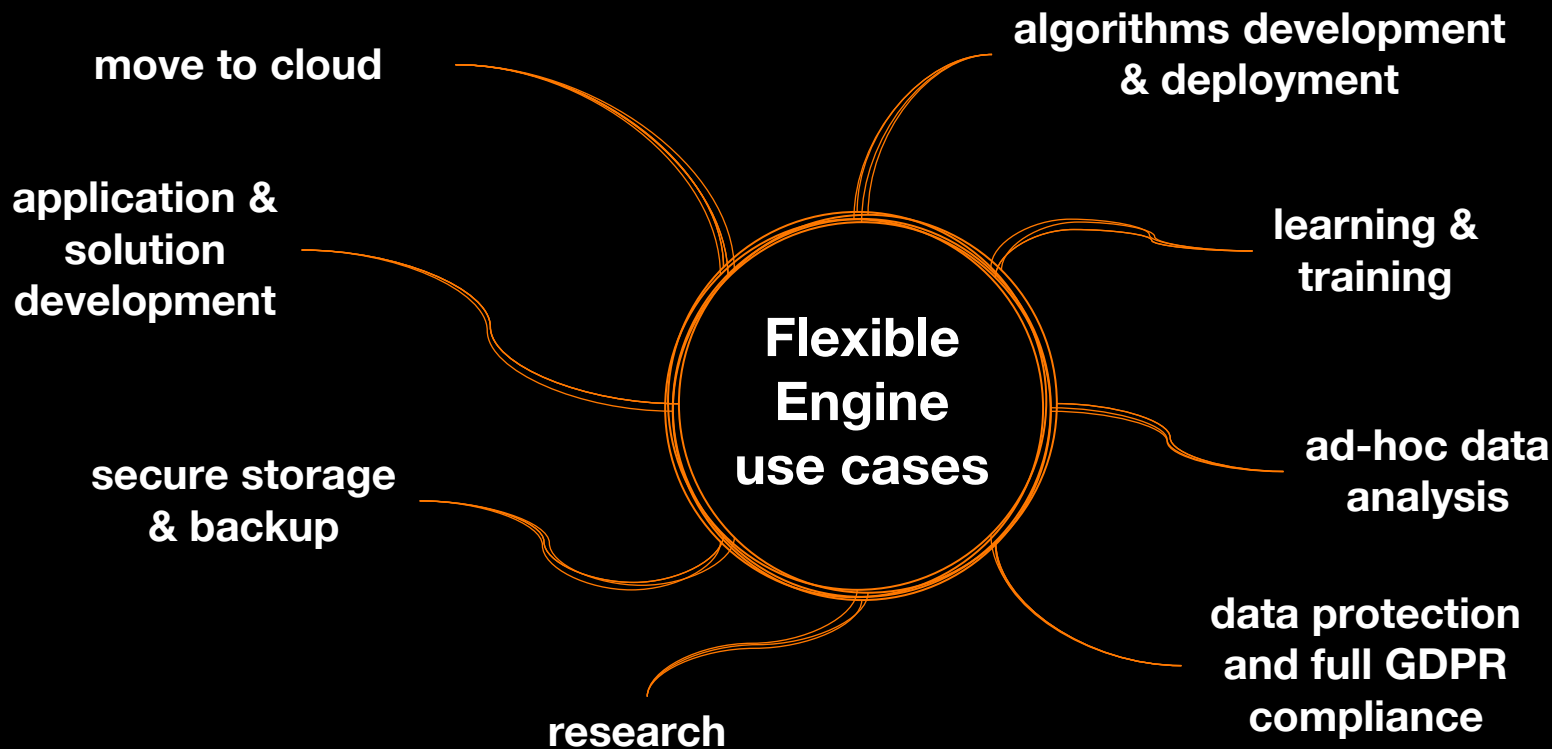 move to cloud
algorithms development
& deployment
application &
solution
development
learning &
training
Flexible
Engine
use cases
secure storage
& backup
ad-hoc data
analysis
data protection
and full GDPR
compliance
research